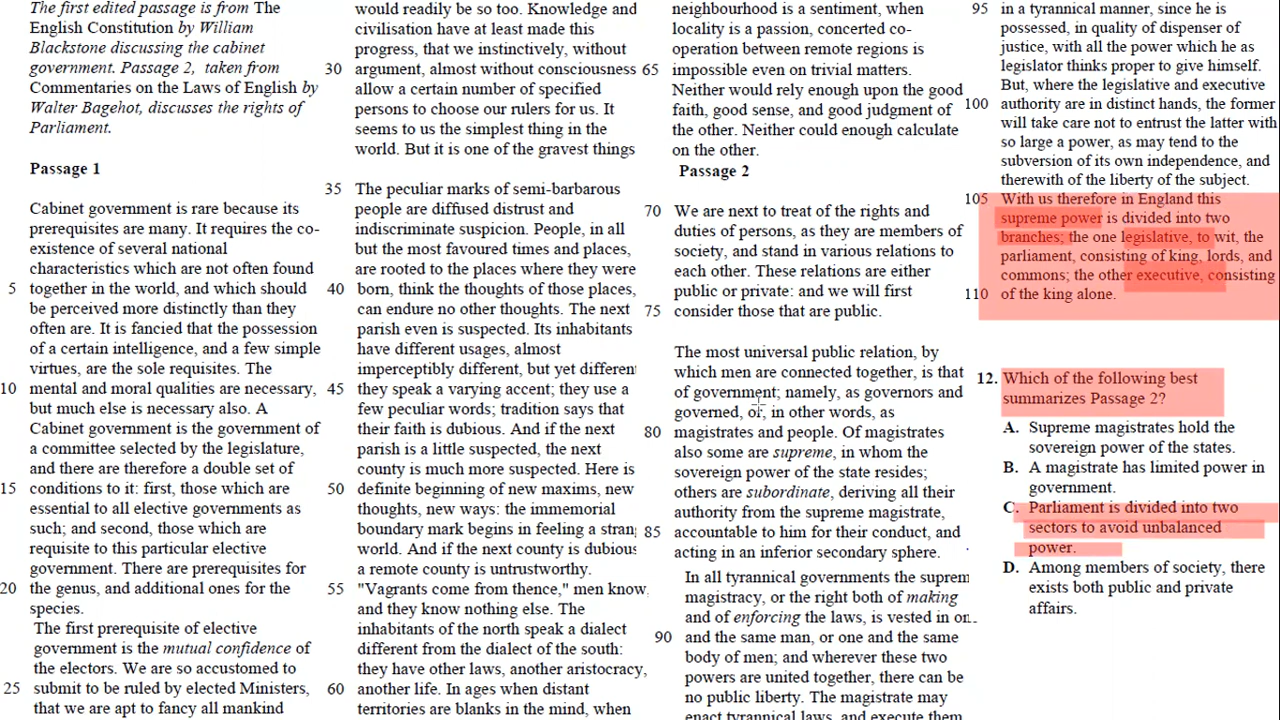 The first edited passage is from The
English Constitution by William
Blackstone discussing the cabinet
government. Passage 2, taken from
Commentaries on the Laws of English by
Walter Bagehot, discusses the rights of
Parliament.
Passage 1
Cabinet government is rare because its
prerequisites are many. It requires the co-
existence of several national
characteristics which are not often found
5 together in the world, and which should
be perceived more distinctly than they
often are. It is fancied that the possession
of a certain intelligence, and a few simple
virtues, are the sole requisites. The
10 mental and moral qualities are necessary,
but much else is necessary also. A
Cabinet government is the government of
a committee selected by the legislature,
and there are therefore a double set of
15 conditions to it: first, those which are
essential to all elective governments as
such; and second, those which are
requisite to this particular elective
government. There are prerequisites for
20 the genus, and additional ones for the
species.
The first prerequisite of elective
government is the mutual confidence of
the electors. We are so accustomed to
25 submit to be ruled by elected Ministers,
that we are apt to fancy all mankind
would readily be so too. Knowledge and
civilisation have at least made this
progress, that we instinctively, without
30 argument, almost without consciousness
allow a certain number of specified
persons to choose our rulers for us. It
seems to us the simplest thing in the
world. But it is one of the gravest things
35 The peculiar marks of semi-barbarous
people are diffused distrust and
indiscriminate suspicion. People, in all
but the most favoured times and places,
are rooted to the places where they were
40 born, think the thoughts of those places,
can endure no other thoughts. The next
parish even is suspected. Its inhabitants
have different usages, almost
imperceptibly different, but yet different
45 they speak a varying accent; they use a
few peculiar words; tradition says that
their faith is dubious. And if the next
parish is a little suspected, the next
county is much more suspected. Here is
50 definite beginning of new maxims, new
thoughts, new ways: the immemorial
boundary mark begins in feeling a stran
world. And if the next county is dubious
a remote county is untrustworthy.
55 "Vagrants come from thence," men know
and they know nothing else. The
inhabitants of the north speak a dialect
different from the dialect of the south:
they have other laws, another aristocracy,
60 another life. In ages when distant
territories are blanks in the mind, when
neighbourhood is a sentiment, when
locality is a passion, concerted co-
operation between remote regions is
65 impossible even on trivial matters.
Neither would rely enough upon the good
faith, good sense, and good judgment of
the other. Neither could enough calculate
on the other.
Passage 2
70 We are next to treat of the rights and
duties of persons, as they are members of
society, and stand in various relations to
each other. These relations are either
public or private: and we will first
75 consider those that are public.
The most universal public relation, by
which men are connected together, is that
of government; namely, as governors and
governed, or, in other words, as
80 magistrates and people. Of magistrates
also some are supreme, in whom the
sovereign power of the state resides;
others are subordinate, deriving all their
authority from the supreme magistrate,
85 accountable to him for their conduct, and
acting in an inferior secondary sphere.
In all tyrannical governments the suprem
magistracy, or the right both of making
and of enforcing the laws, is vested in on
90 and the same man, or one and the same
body of men; and wherever these two
powers are united together, there can be
no public liberty. The magistrate may
enact tyrannical laws, and execute them
95 in a tyrannical manner, since he is
possessed, in quality of dispenser of
justice, with all the power which he as
legislator thinks proper to give himself.
But, where the legislative and executive
100 authority are in distinct hands, the former
will take care not to entrust the latter with
so large a power, as may tend to the
subversion of its own independence, and
therewith of the liberty of the subject.
105 With us therefore in England this
supreme power is divided into two
branches; the one legislative, to wit, the
parliament, consisting of king, lords, and
commons; the other executive, consisting
110 of the king alone.
12. Which of the following best
summarizes Passage 2?
A. Supreme magistrates hold the
sovereign power of the states.
B. A magistrate has limited power in
government.
C. Parliament is divided into two
sectors to avoid unbalanced
power.
D. Among members of society, there
exists both public and private
affairs.